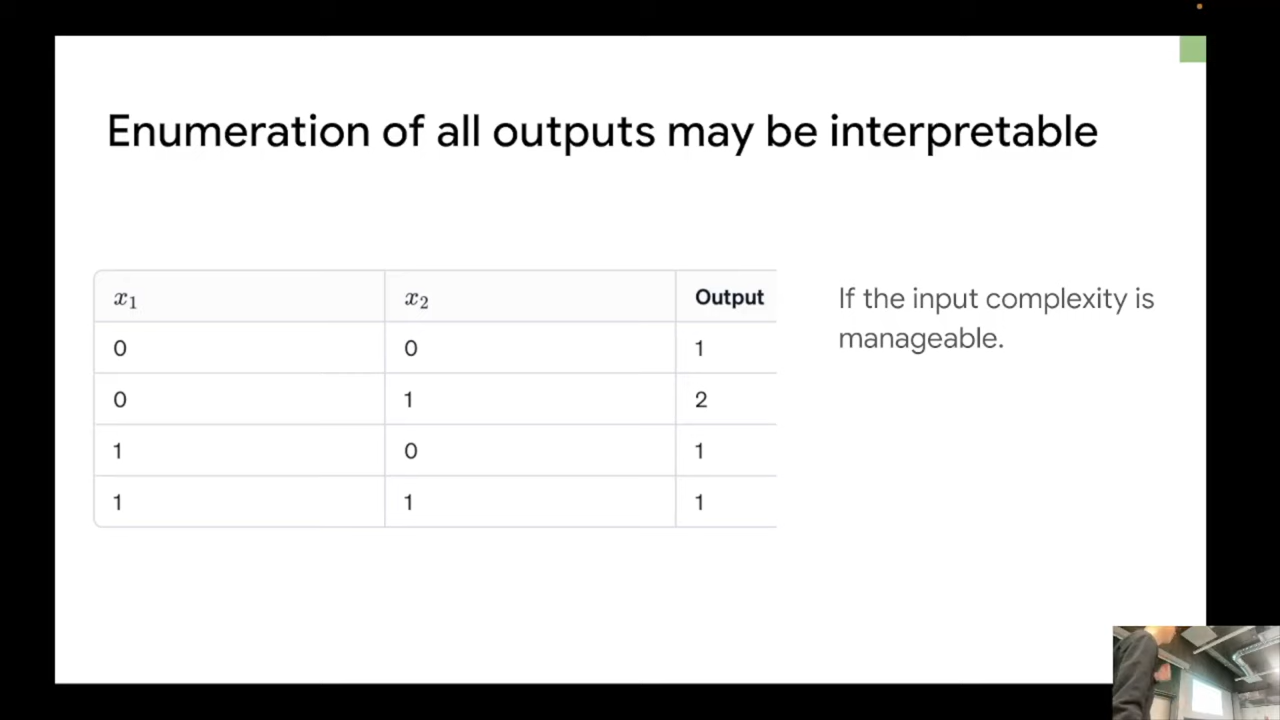 Enumeration of all outputs may be interpretable
x₁ x₂ Output
0 0 1
0 1 2
1 0 1
1 1 1
If the input complexity is
manageable.